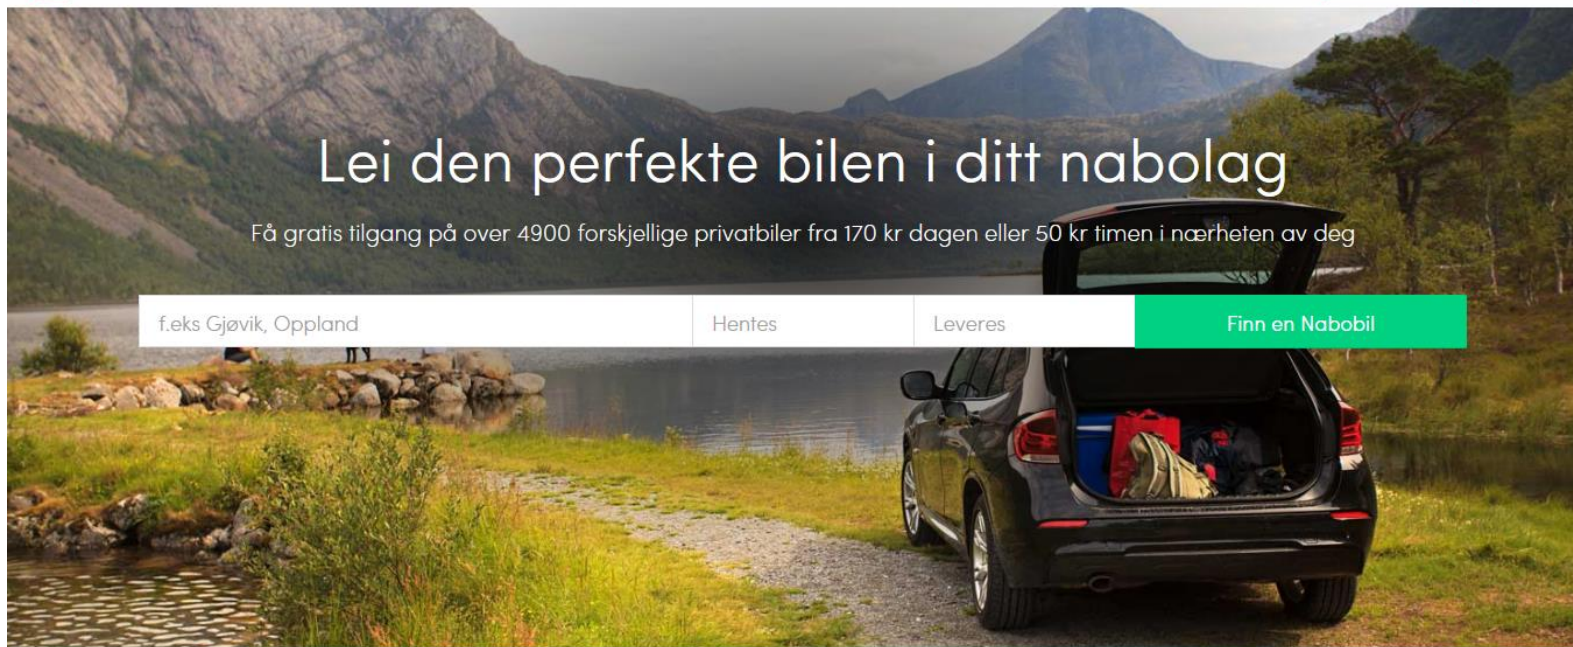 Lei den perfekte bilen i ditt nabolag
Få gratis tilgang på over 4900 forskjellige privatbiler fra 170 kr dagen eller 50 kr timen i nærheten av deg
f.eks Gjøvik, Oppland
Hentes
Leveres
Finn en Nabobil